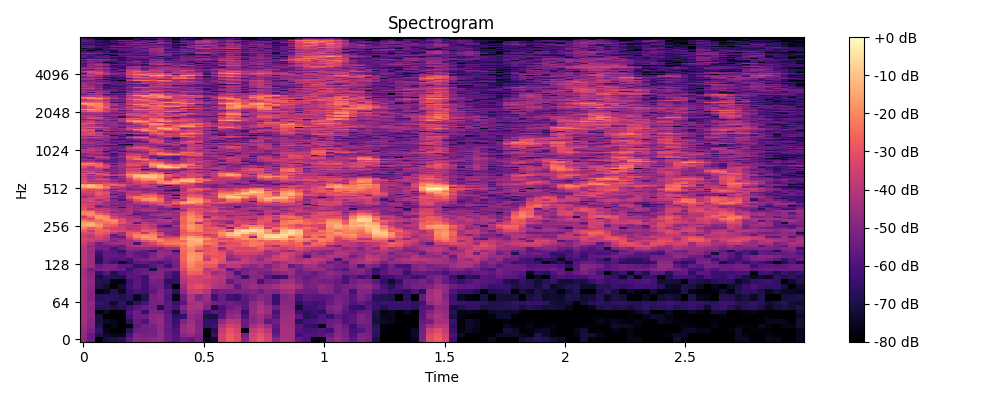 Spectrogram
Hz
4096
2048
1024
512
256
128
64
0
0
0.5
1
1.5
2
2.5
Time
+0 dB
-10 dB
-20 dB
-30 dB
-40 dB
-50 dB
-60 dB
-70 dB
-80 dB